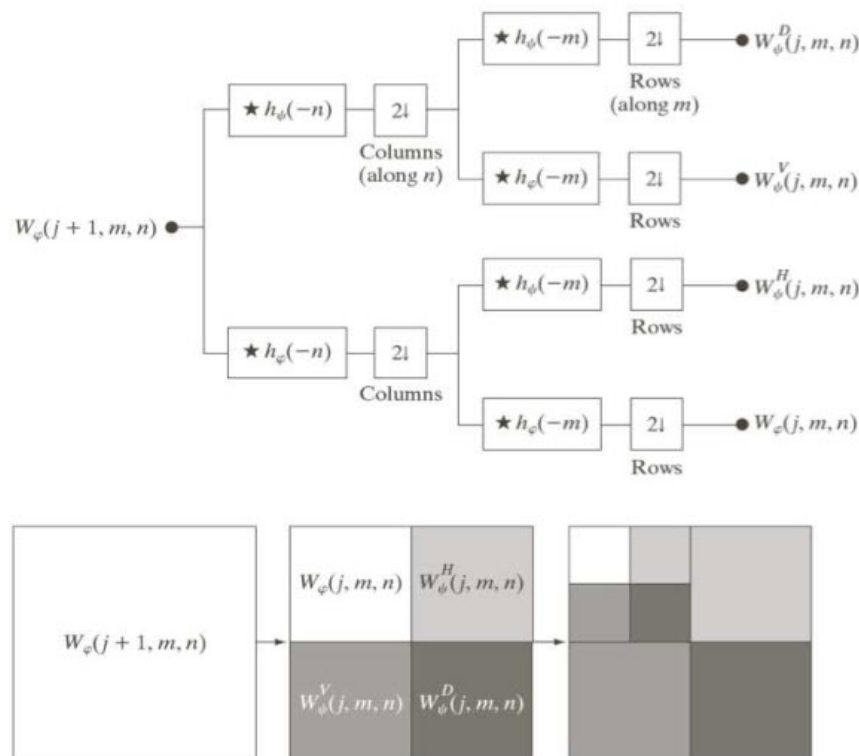 ★ h_ψ(−m)
2↓
W_ψ^D(j, m, n)
Rows
(along m)
★ h_ψ(−n)
2↓
Columns
(along n)
★ h_φ(−m)
2↓
W_ψ^V(j, m, n)
Rows
W_φ(j + 1, m, n)
★ h_ψ(−m)
2↓
W_ψ^H(j, m, n)
Rows
★ h_φ(−n)
2↓
Columns
★ h_φ(−m)
2↓
W_φ(j, m, n)
Rows
W_φ(j + 1, m, n)
W_φ(j, m, n)
W_ψ^H(j, m, n)
W_ψ^V(j, m, n)
W_ψ^D(j, m, n)